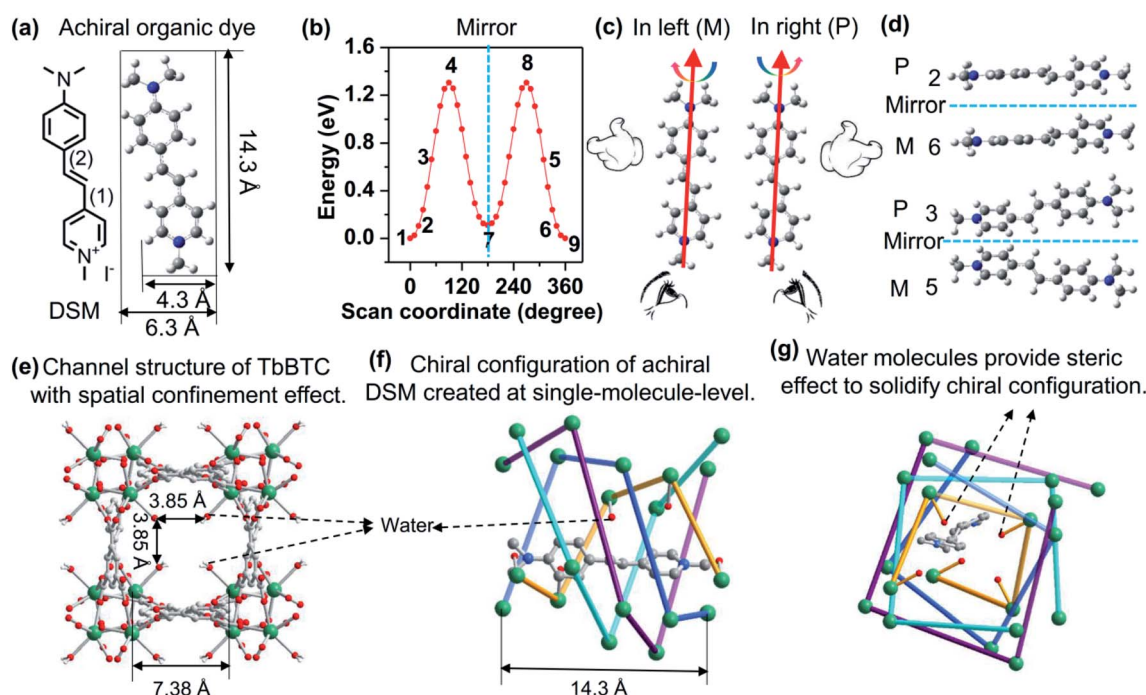 (a) Achiral organic dye
N
(2)
(1)
N+
I-
DSM
14.3 Å
4.3 Å
6.3 Å
(b) Mirror
Energy (eV)
1.6
1.2
0.8
0.4
0.0
1 2 3 4 5 6 7 8 9
0 90 180 270 360
Scan coordinate (degree)
(c) In left (M) In right (P)
(d)
P 2
Mirror
M 6
P 3
Mirror
M 5
(e) Channel structure of TbBTC
with spatial confinement effect.
3.85 Å
3.85 Å
7.38 Å
Water
(f) Chiral configuration of achiral
DSM created at single-molecule-level.
14.3 Å
(g) Water molecules provide steric
effect to solidify chiral configuration.